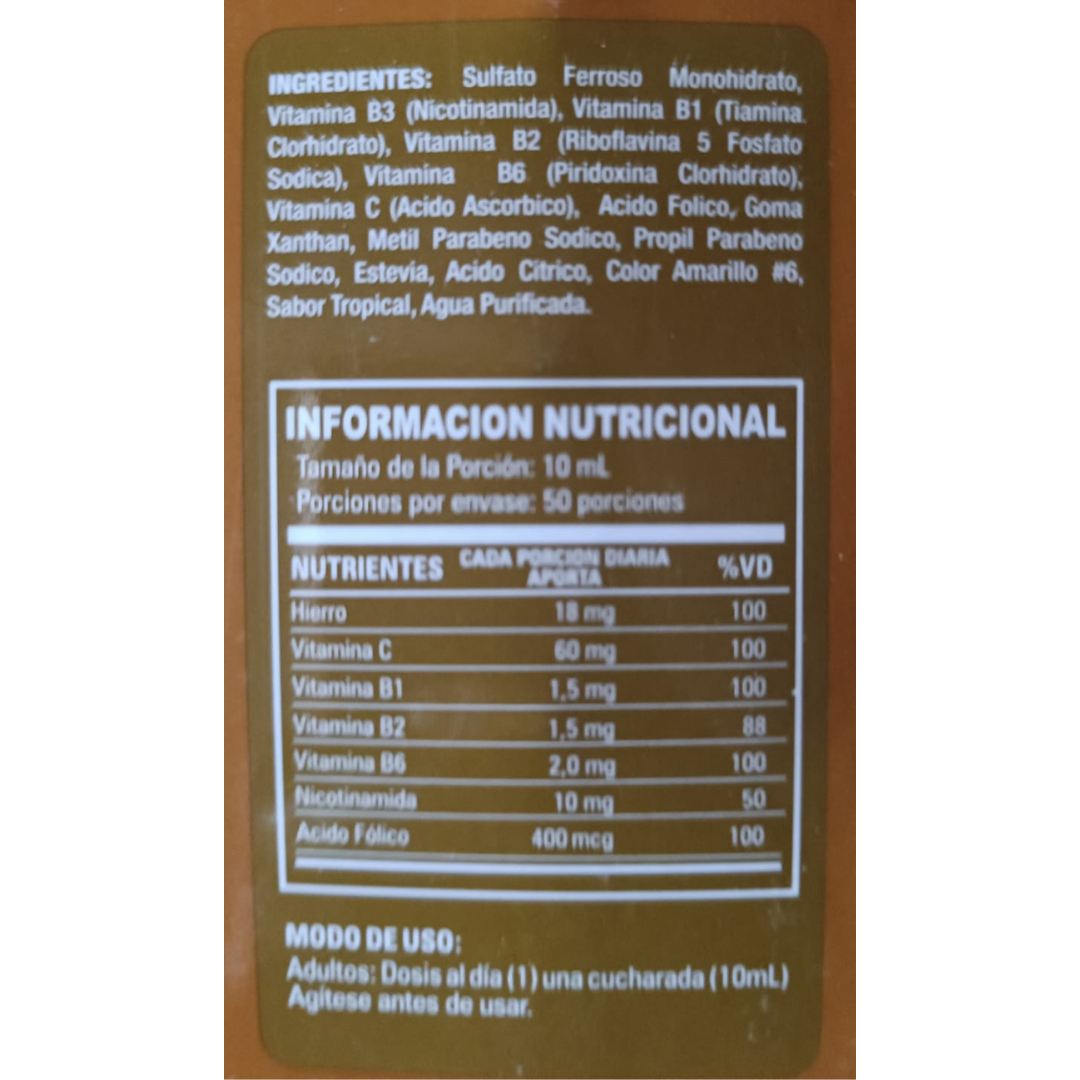 INGREDIENTES: Sulfato Ferroso Monohidrato,
Vitamina B3 (Nicotinamida), Vitamina B1 (Tiamina
Clorhidrato), Vitamina B2 (Riboflavina 5 Fosfato
Sodica), Vitamina B6 (Piridoxina Clorhidrato),
Vitamina C (Acido Ascorbico), Acido Folico, Goma
Xanthan, Metil Parabeno Sodico, Propil Parabeno
Sodico, Estevia, Acido Citrico, Color Amarillo #6,
Sabor Tropical, Agua Purificada.
INFORMACION NUTRICIONAL
Tamaño de la Porción: 10 mL
Porciones por envase: 50 porciones
NUTRIENTES CADA PORCION DIARIA APORTA %VD
Hierro 18 mg 100
Vitamina C 60 mg 100
Vitamina B1 1,5 mg 100
Vitamina B2 1,5 mg 88
Vitamina B6 2,0 mg 100
Nicotinamida 10 mg 50
Acido Fólico 400 mcg 100
MODO DE USO:
Adultos: Dosis al día (1) una cucharada (10mL)
Agítese antes de usar.